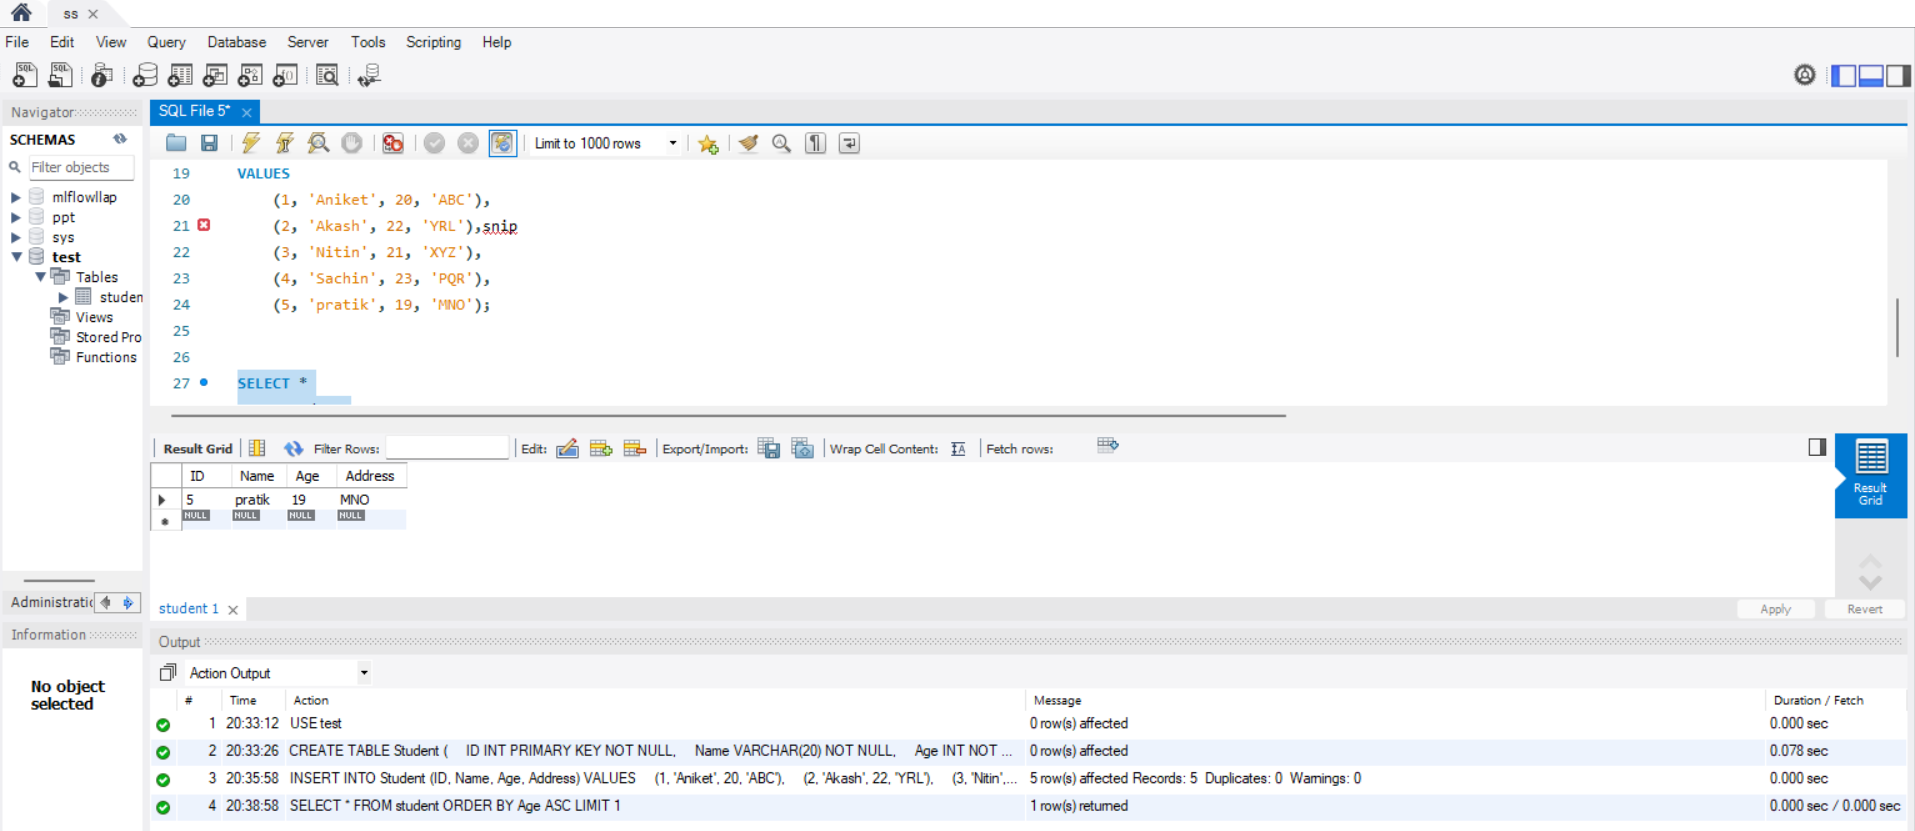 ss
File Edit View Query Database Server Tools Scripting Help
Navigator
SQL File 5*
SCHEMAS
Limit to 1000 rows
Filter objects
mlflowllap
ppt
sys
test
Tables
studen
Views
Stored Pro
Functions
19 VALUES
20 (1, 'Aniket', 20, 'ABC'),
21 (2, 'Akash', 22, 'YRL'),snip
22 (3, 'Nitin', 21, 'XYZ'),
23 (4, 'Sachin', 23, 'PQR'),
24 (5, 'pratik', 19, 'MNO');
25
26
27 SELECT *
Result Grid Filter Rows: Edit: Export/Import: Wrap Cell Content: Fetch rows:
ID Name Age Address
5 pratik 19 MNO
NULL NULL NULL NULL
Result
Grid
Administratic
student 1
Apply Revert
Information
No object
selected
Output
Action Output
# Time Action Message Duration / Fetch
1 20:33:12 USE test 0 row(s) affected 0.000 sec
2 20:33:26 CREATE TABLE Student ( ID INT PRIMARY KEY NOT NULL, Name VARCHAR(20) NOT NULL, Age INT NOT ... 0 row(s) affected 0.078 sec
3 20:35:58 INSERT INTO Student (ID, Name, Age, Address) VALUES (1, 'Aniket', 20, 'ABC'), (2, 'Akash', 22, 'YRL'), (3, 'Nitin',... 5 row(s) affected Records: 5 Duplicates: 0 Warnings: 0 0.000 sec
4 20:38:58 SELECT * FROM student ORDER BY Age ASC LIMIT 1 1 row(s) returned 0.000 sec / 0.000 sec